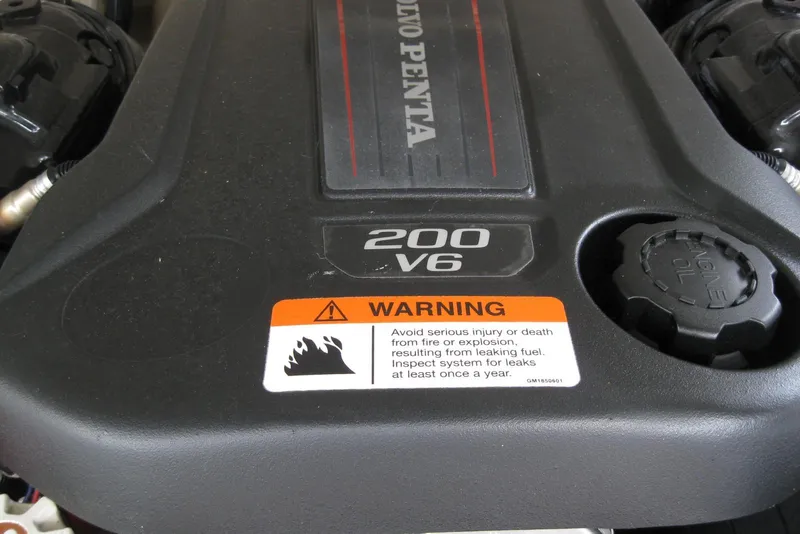 OLVO PENTA
200
V6
WARNING
Avoid serious injury or death
from fire or explosion,
resulting from leaking fuel.
Inspect system for leaks
at least once a year.
ENGINE
OIL